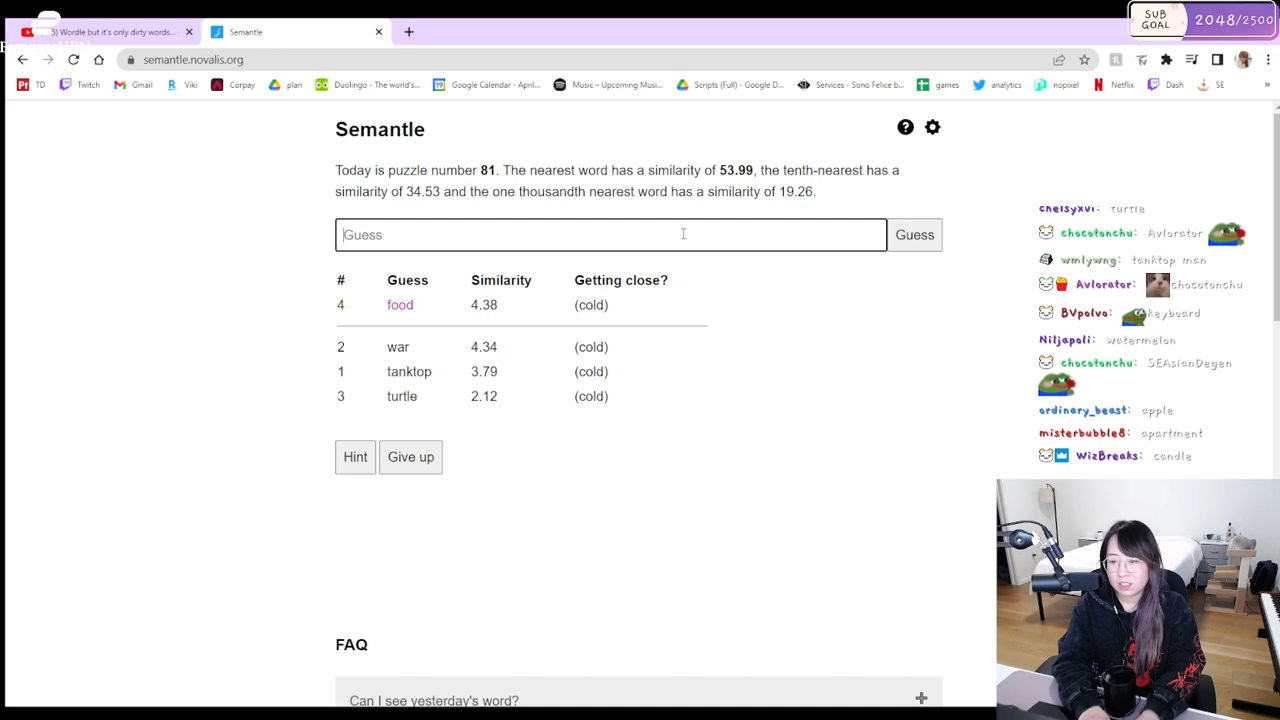 SUB GOAL 2048/2500
Wordle but it's only dirty words...
Semantle
semantle.novalis.org
TD Twitch Gmail Viki Corpay plan Duolingo - The world's... Google Calendar - Apri... Music – Upcoming Musi... Scripts (Full) - Google D... Services - Sono Felice b... games analytics nopixel Netflix Dash SE »
Semantle
Today is puzzle number 81. The nearest word has a similarity of 53.99, the tenth-nearest has a
similarity of 34.53 and the one thousandth nearest word has a similarity of 19.26.
Guess Guess
# Guess Similarity Getting close?
4 food 4.38 (cold)
2 war 4.34 (cold)
1 tanktop 3.79 (cold)
3 turtle 2.12 (cold)
Hint Give up
FAQ
Can I see yesterday's word?
chelsyxvi: turtle
chocotonchu: Avlorator
wmlywng: tanktop man
Avlorator: chocotonchu
BVpolvo: keyboard
Niljapoli: watermelon
chocotonchu: SEAsianDegen
ordinary_beast: apple
misterbubble8: apartment
WizBreaks: candle